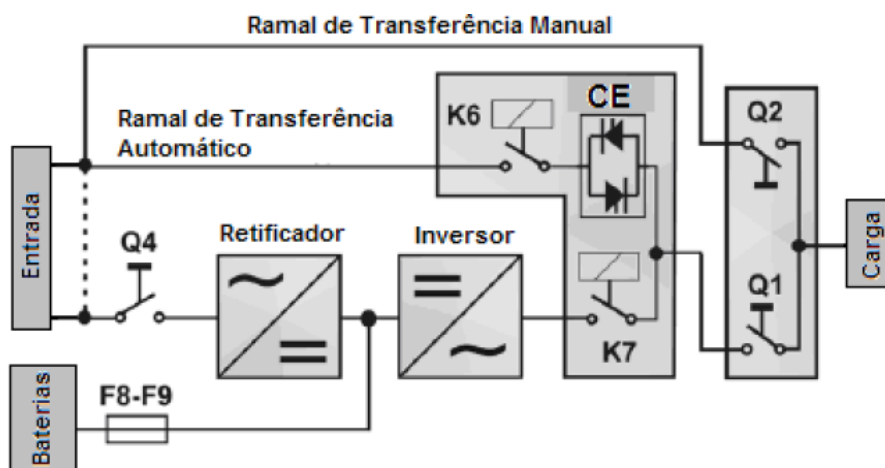 Ramal de Transferência Manual
CE
K6
Q2
Ramal de Transferência
Automático
Entrada
Q4
Retificador
Inversor
Carga
Q1
K7
F8-F9
Baterias